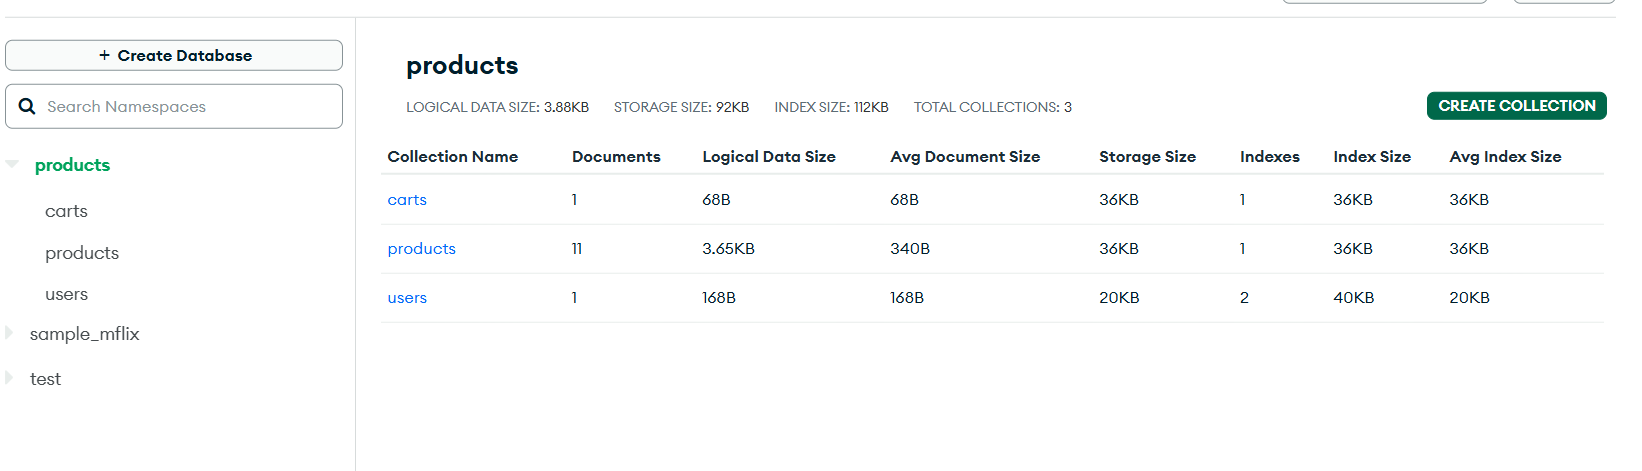 + Create Database
Search Namespaces
products
carts
products
users
sample_mflix
test
products
LOGICAL DATA SIZE: 3.88KB STORAGE SIZE: 92KB INDEX SIZE: 112KB TOTAL COLLECTIONS: 3
CREATE COLLECTION
Collection Name Documents Logical Data Size Avg Document Size Storage Size Indexes Index Size Avg Index Size
carts 1 68B 68B 36KB 1 36KB 36KB
products 11 3.65KB 340B 36KB 1 36KB 36KB
users 1 168B 168B 20KB 2 40KB 20KB